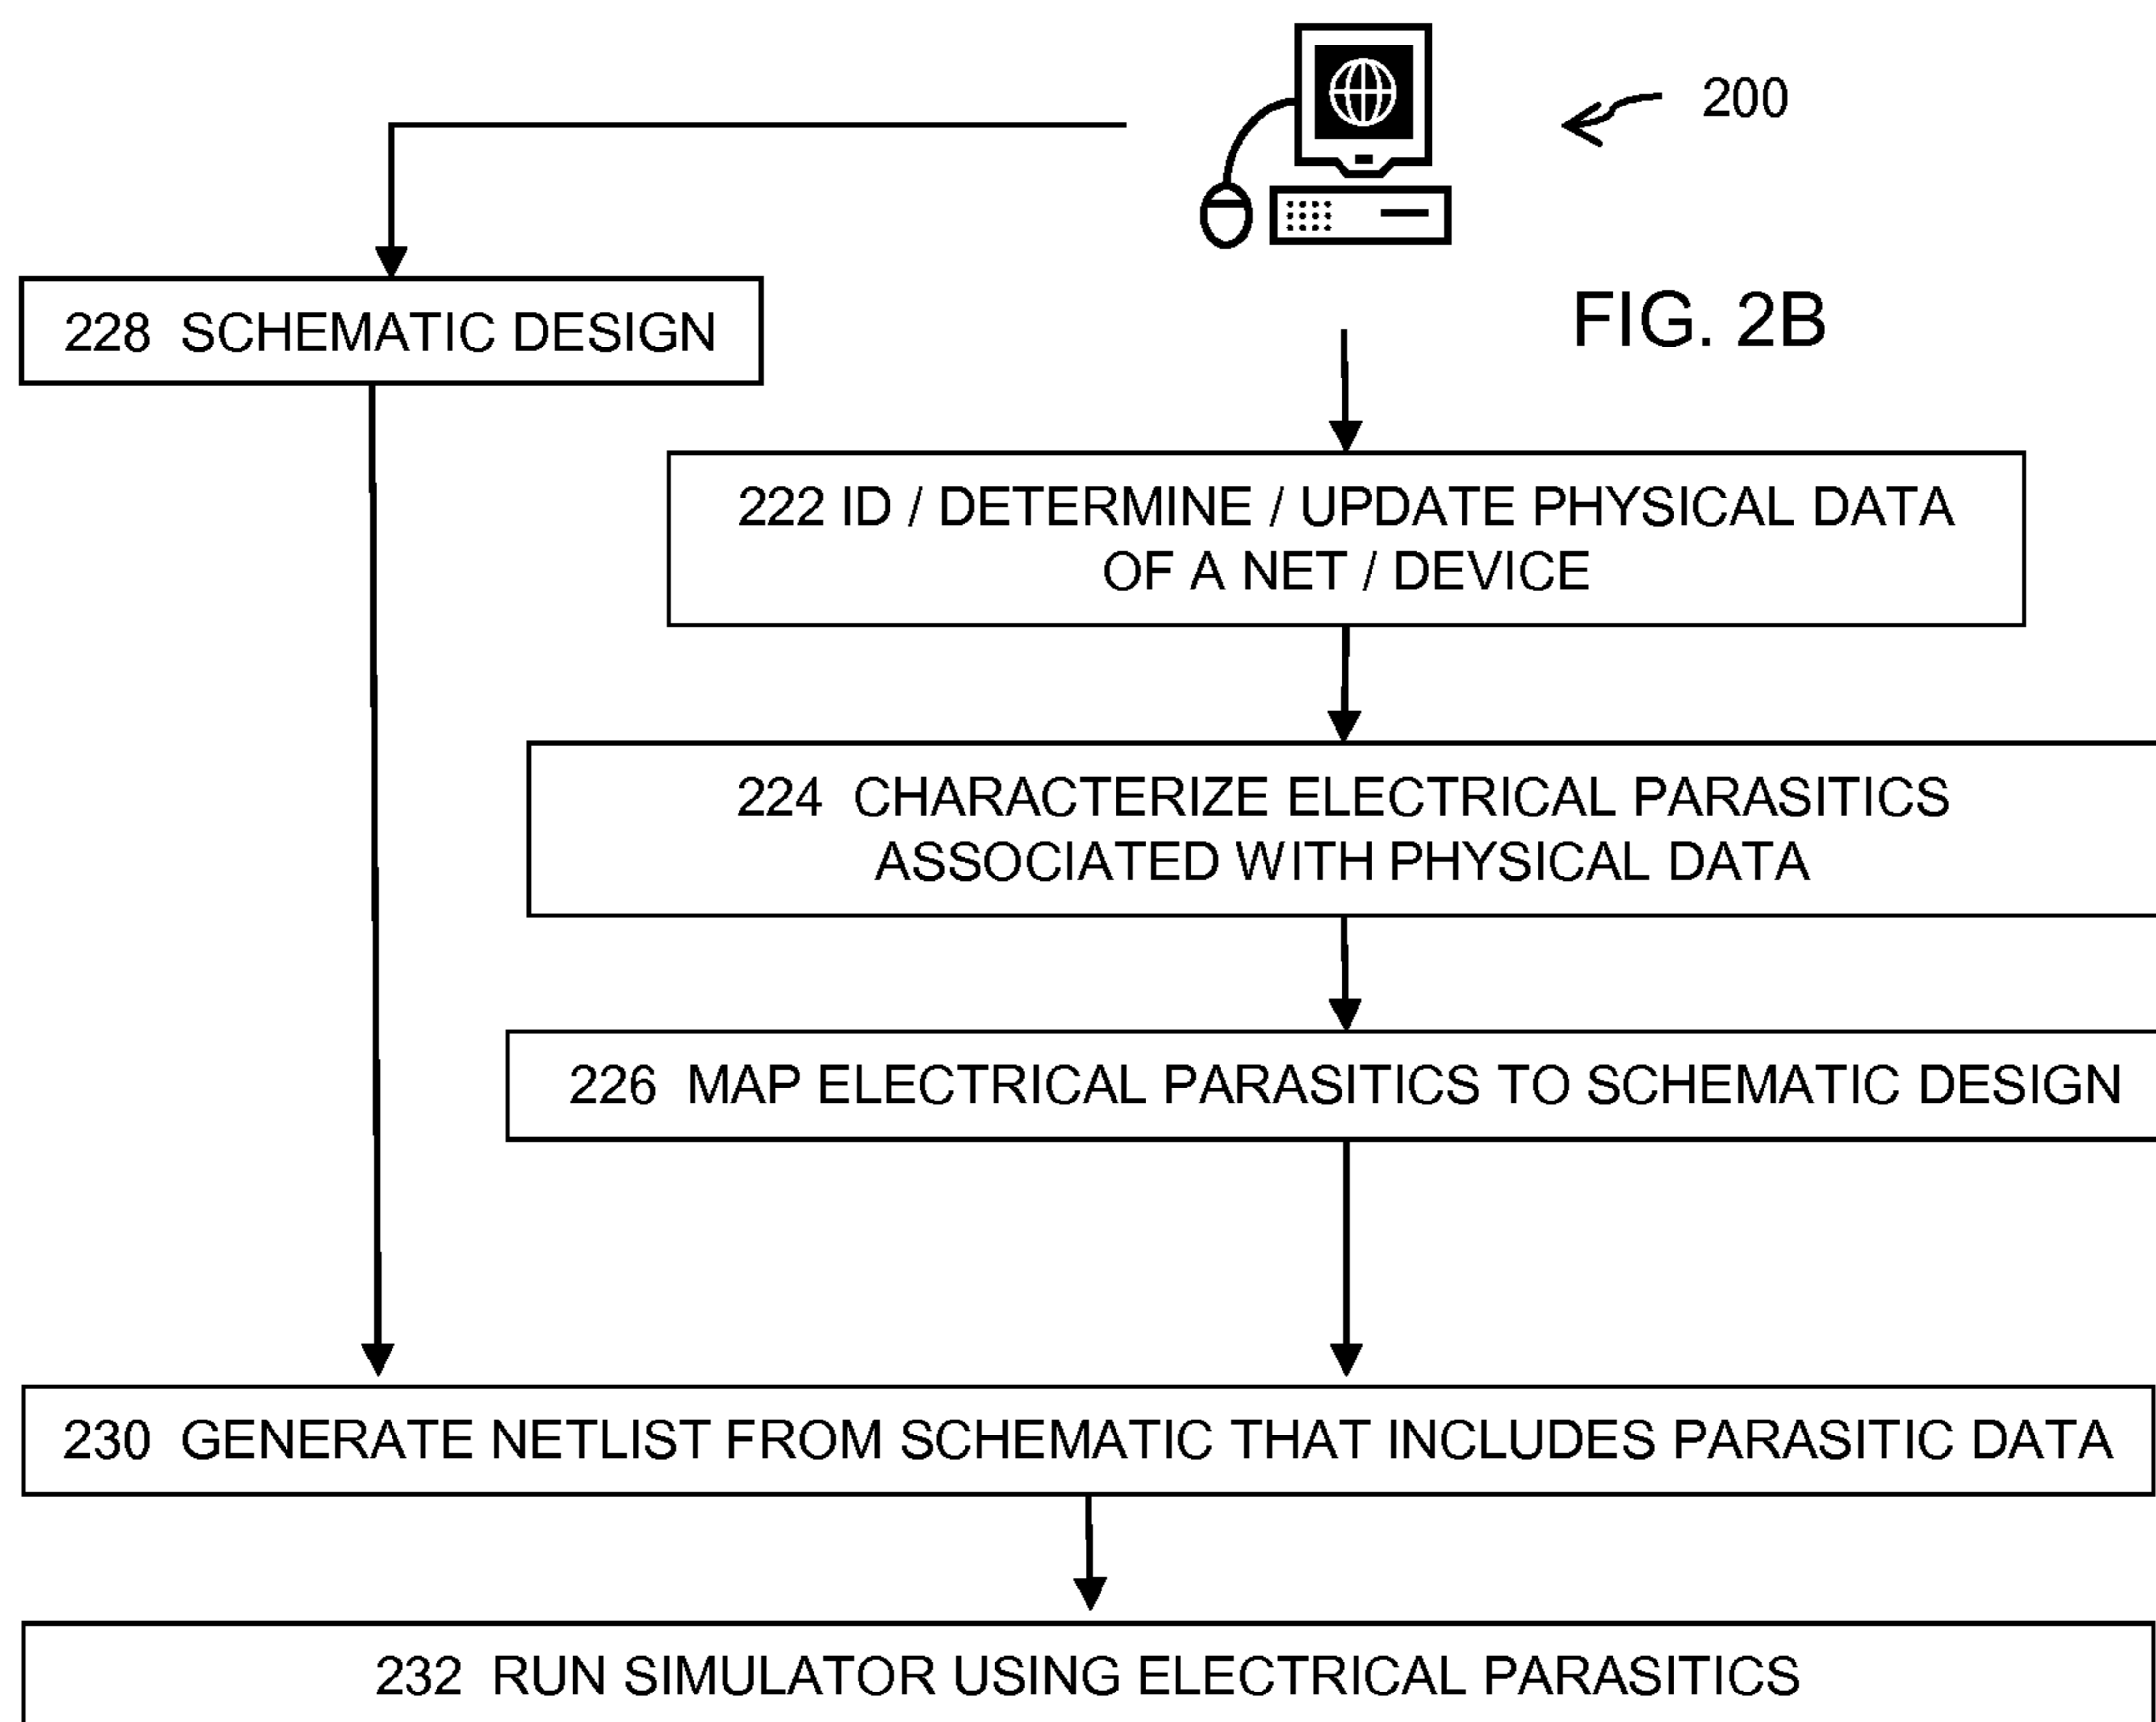 200
FIG. 2B
228 SCHEMATIC DESIGN
222 ID / DETERMINE / UPDATE PHYSICAL DATA
OF A NET / DEVICE
224 CHARACTERIZE ELECTRICAL PARASITICS
ASSOCIATED WITH PHYSICAL DATA
226 MAP ELECTRICAL PARASITICS TO SCHEMATIC DESIGN
230 GENERATE NETLIST FROM SCHEMATIC THAT INCLUDES PARASITIC DATA
232 RUN SIMULATOR USING ELECTRICAL PARASITICS